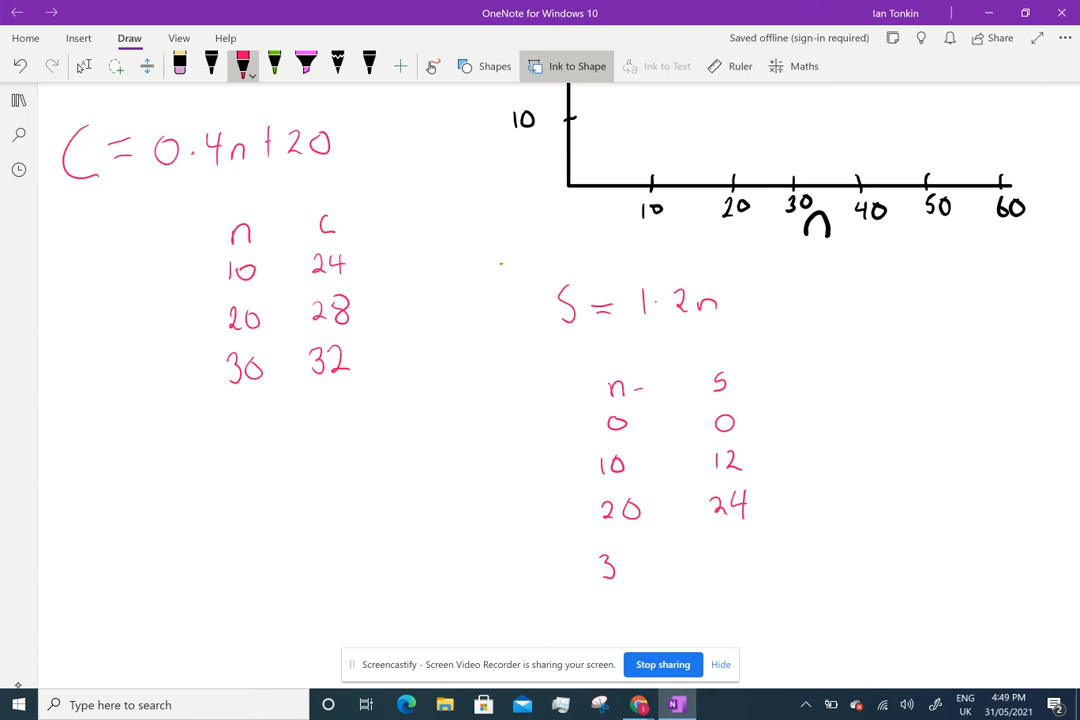 OneNote for Windows 10
Ian Tonkin
Home Insert Draw View Help
Saved offline (sign-in required)
Share
Shapes
Ink to Shape
Ink to Text
Ruler
Maths
10
10 20 30 40 50 60
n
C = 0.4n + 20
n C
10 24
20 28
30 32
S = 1.2n
n S
0 0
10 12
20 24
3
Screencastify - Screen Video Recorder is sharing your screen.
Stop sharing
Hide
Type here to search
ENG
UK
4:49 PM
31/05/2021
2